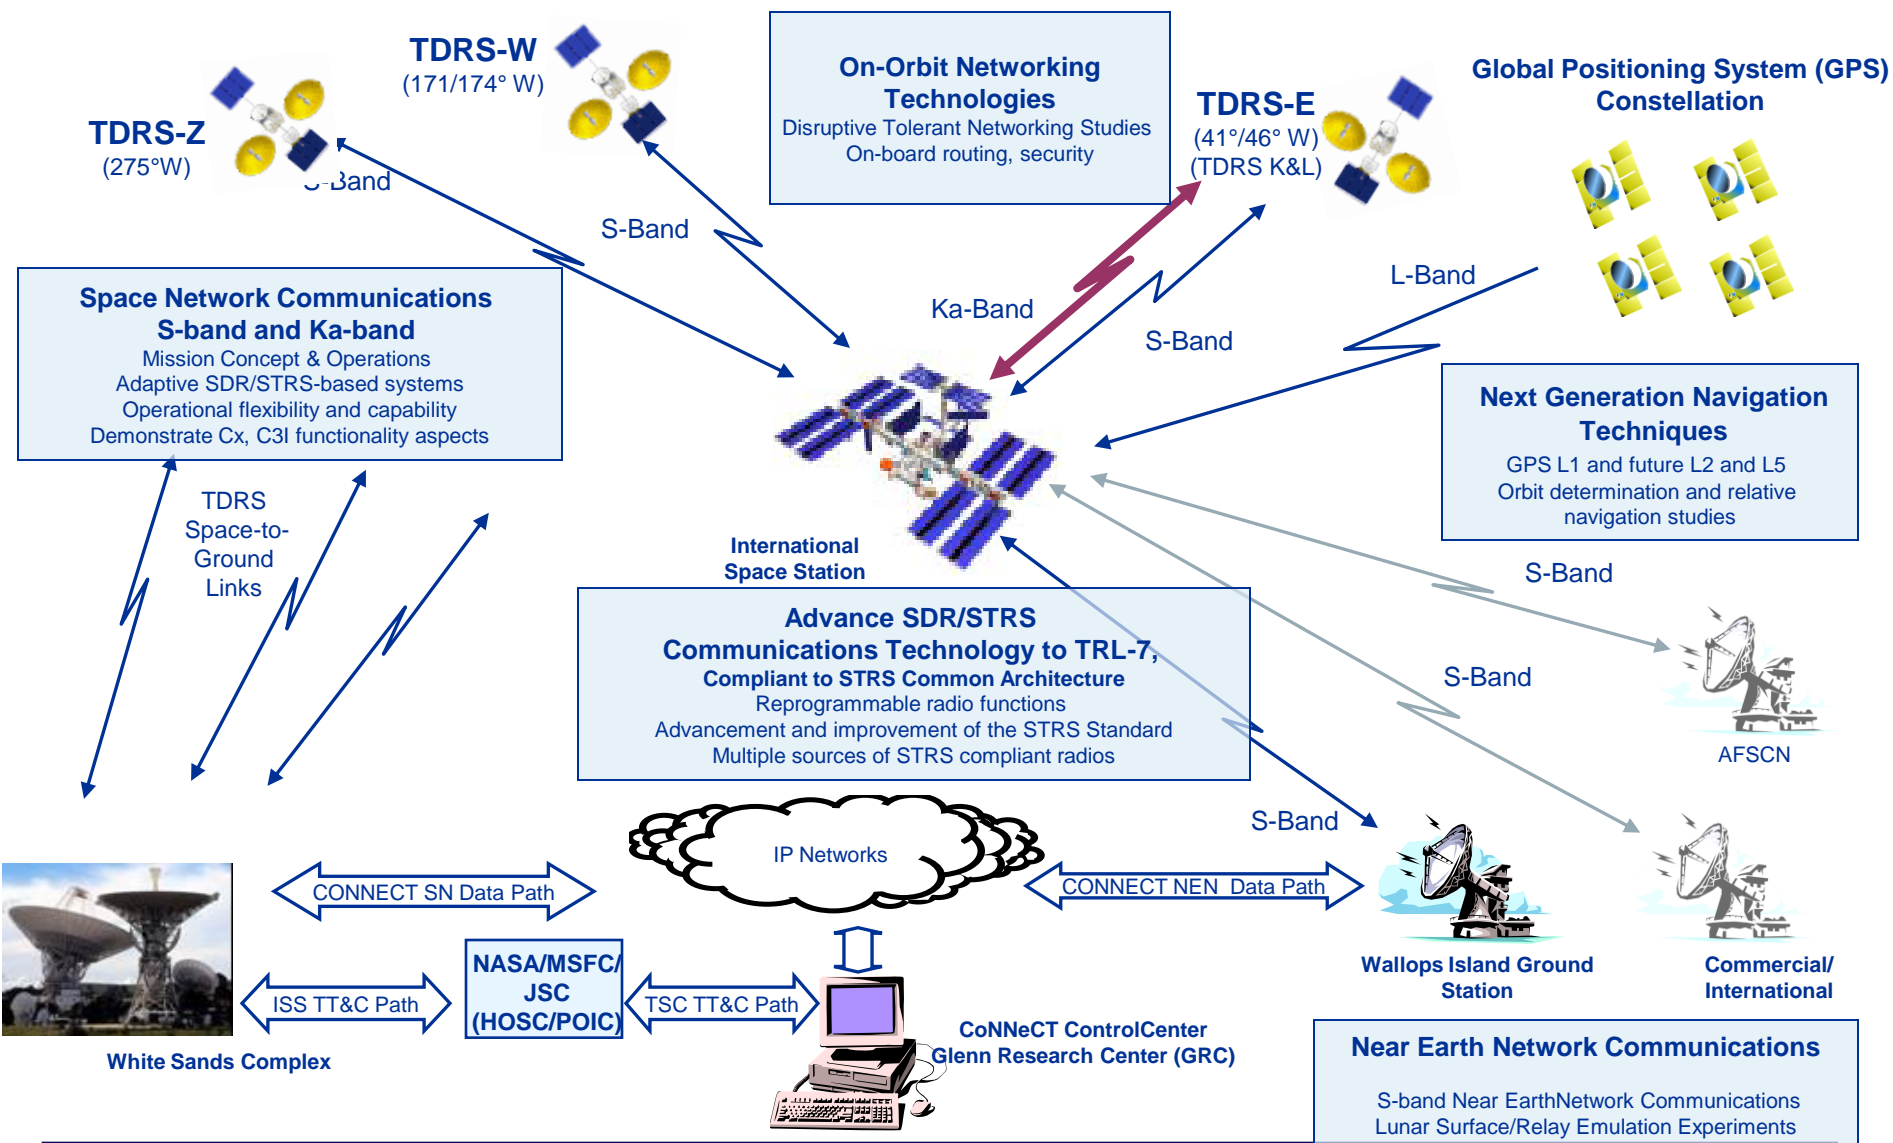 TDRS-W
(171/174° W)
TDRS-Z
(275°W)
S-Band
On-Orbit Networking
Technologies
Disruptive Tolerant Networking Studies
On-board routing, security
TDRS-E
(41°/46° W)
(TDRS K&L)
Global Positioning System (GPS)
Constellation
S-Band
Ka-Band
S-Band
L-Band
Space Network Communications
S-band and Ka-band
Mission Concept & Operations
Adaptive SDR/STRS-based systems
Operational flexibility and capability
Demonstrate Cx, C3I functionality aspects
Next Generation Navigation
Techniques
GPS L1 and future L2 and L5
Orbit determination and relative
navigation studies
TDRS
Space-to-
Ground
Links
International
Space Station
S-Band
Advance SDR/STRS
Communications Technology to TRL-7,
Compliant to STRS Common Architecture
Reprogrammable radio functions
Advancement and improvement of the STRS Standard
Multiple sources of STRS compliant radios
S-Band
AFSCN
S-Band
IP Networks
CONNECT SN Data Path
CONNECT NEN Data Path
NASA/MSFC/
JSC
(HOSC/POIC)
ISS TT&C Path
TSC TT&C Path
Wallops Island Ground
Station
Commercial/
International
White Sands Complex
CoNNeCT ControlCenter
Glenn Research Center (GRC)
Near Earth Network Communications
S-band Near EarthNetwork Communications
Lunar Surface/Relay Emulation Experiments